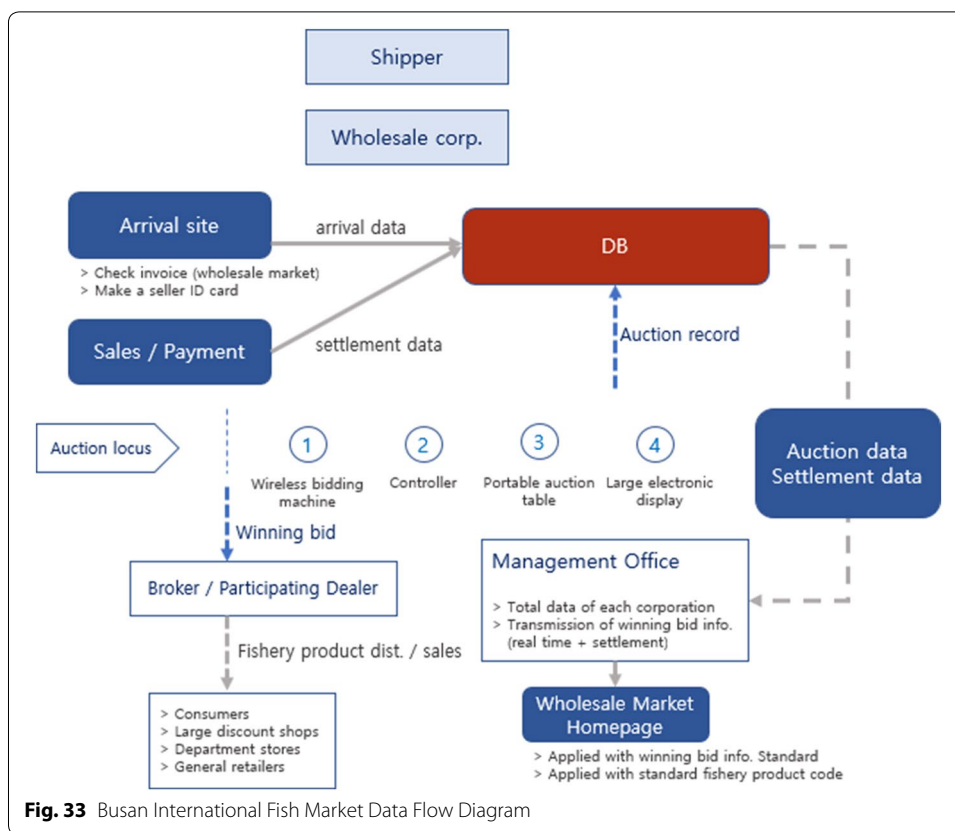 Shipper
Wholesale corp.
Arrival site
arrival data
DB
> Check invoice (wholesale market)
> Make a seller ID card
Sales / Payment
settlement data
Auction record
Auction locus
1
2
3
4
Wireless bidding
machine
Controller
Portable auction
table
Large electronic
display
Auction data
Settlement data
Winning bid
Broker / Participating Dealer
Management Office
> Total data of each corporation
> Transmission of winning bid info.
(real time + settlement)
Fishery product dist. / sales
> Consumers
> Large discount shops
> Department stores
> General retailers
Wholesale Market
Homepage
> Applied with winning bid info. Standard
> Applied with standard fishery product code
Fig. 33 Busan International Fish Market Data Flow Diagram